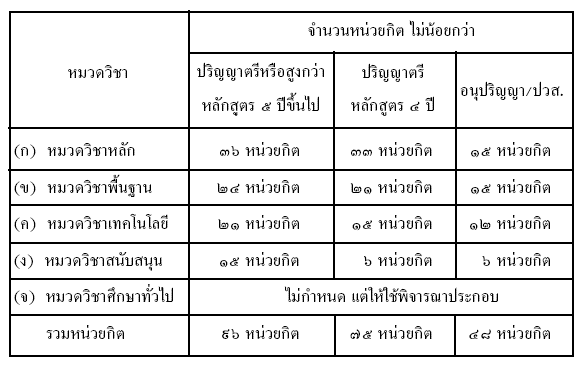 หมวดวิชา
จำนวนหน่วยกิต ไม่น้อยกว่า
ปริญญาตรีหรือสูงกว่า
หลักสูตร ๕ ปีขึ้นไป
ปริญญาตรี
หลักสูตร ๔ ปี
อนุปริญญา/ปวส.
(ก) หมวดวิชาหลัก ๓๖ หน่วยกิต ๓๓ หน่วยกิต ๑๕ หน่วยกิต
(ข) หมวดวิชาพื้นฐาน ๒๔ หน่วยกิต ๒๑ หน่วยกิต ๑๕ หน่วยกิต
(ค) หมวดวิชาเทคโนโลยี ๒๑ หน่วยกิต ๑๕ หน่วยกิต ๑๒ หน่วยกิต
(ง) หมวดวิชาสนับสนุน ๑๕ หน่วยกิต ๖ หน่วยกิต ๖ หน่วยกิต
(จ) หมวดวิชาศึกษาทั่วไป ไม่กำหนด แต่ให้ใช้พิจารณาประกอบ
รวมหน่วยกิต ๙๖ หน่วยกิต ๗๕ หน่วยกิต ๔๘ หน่วยกิต